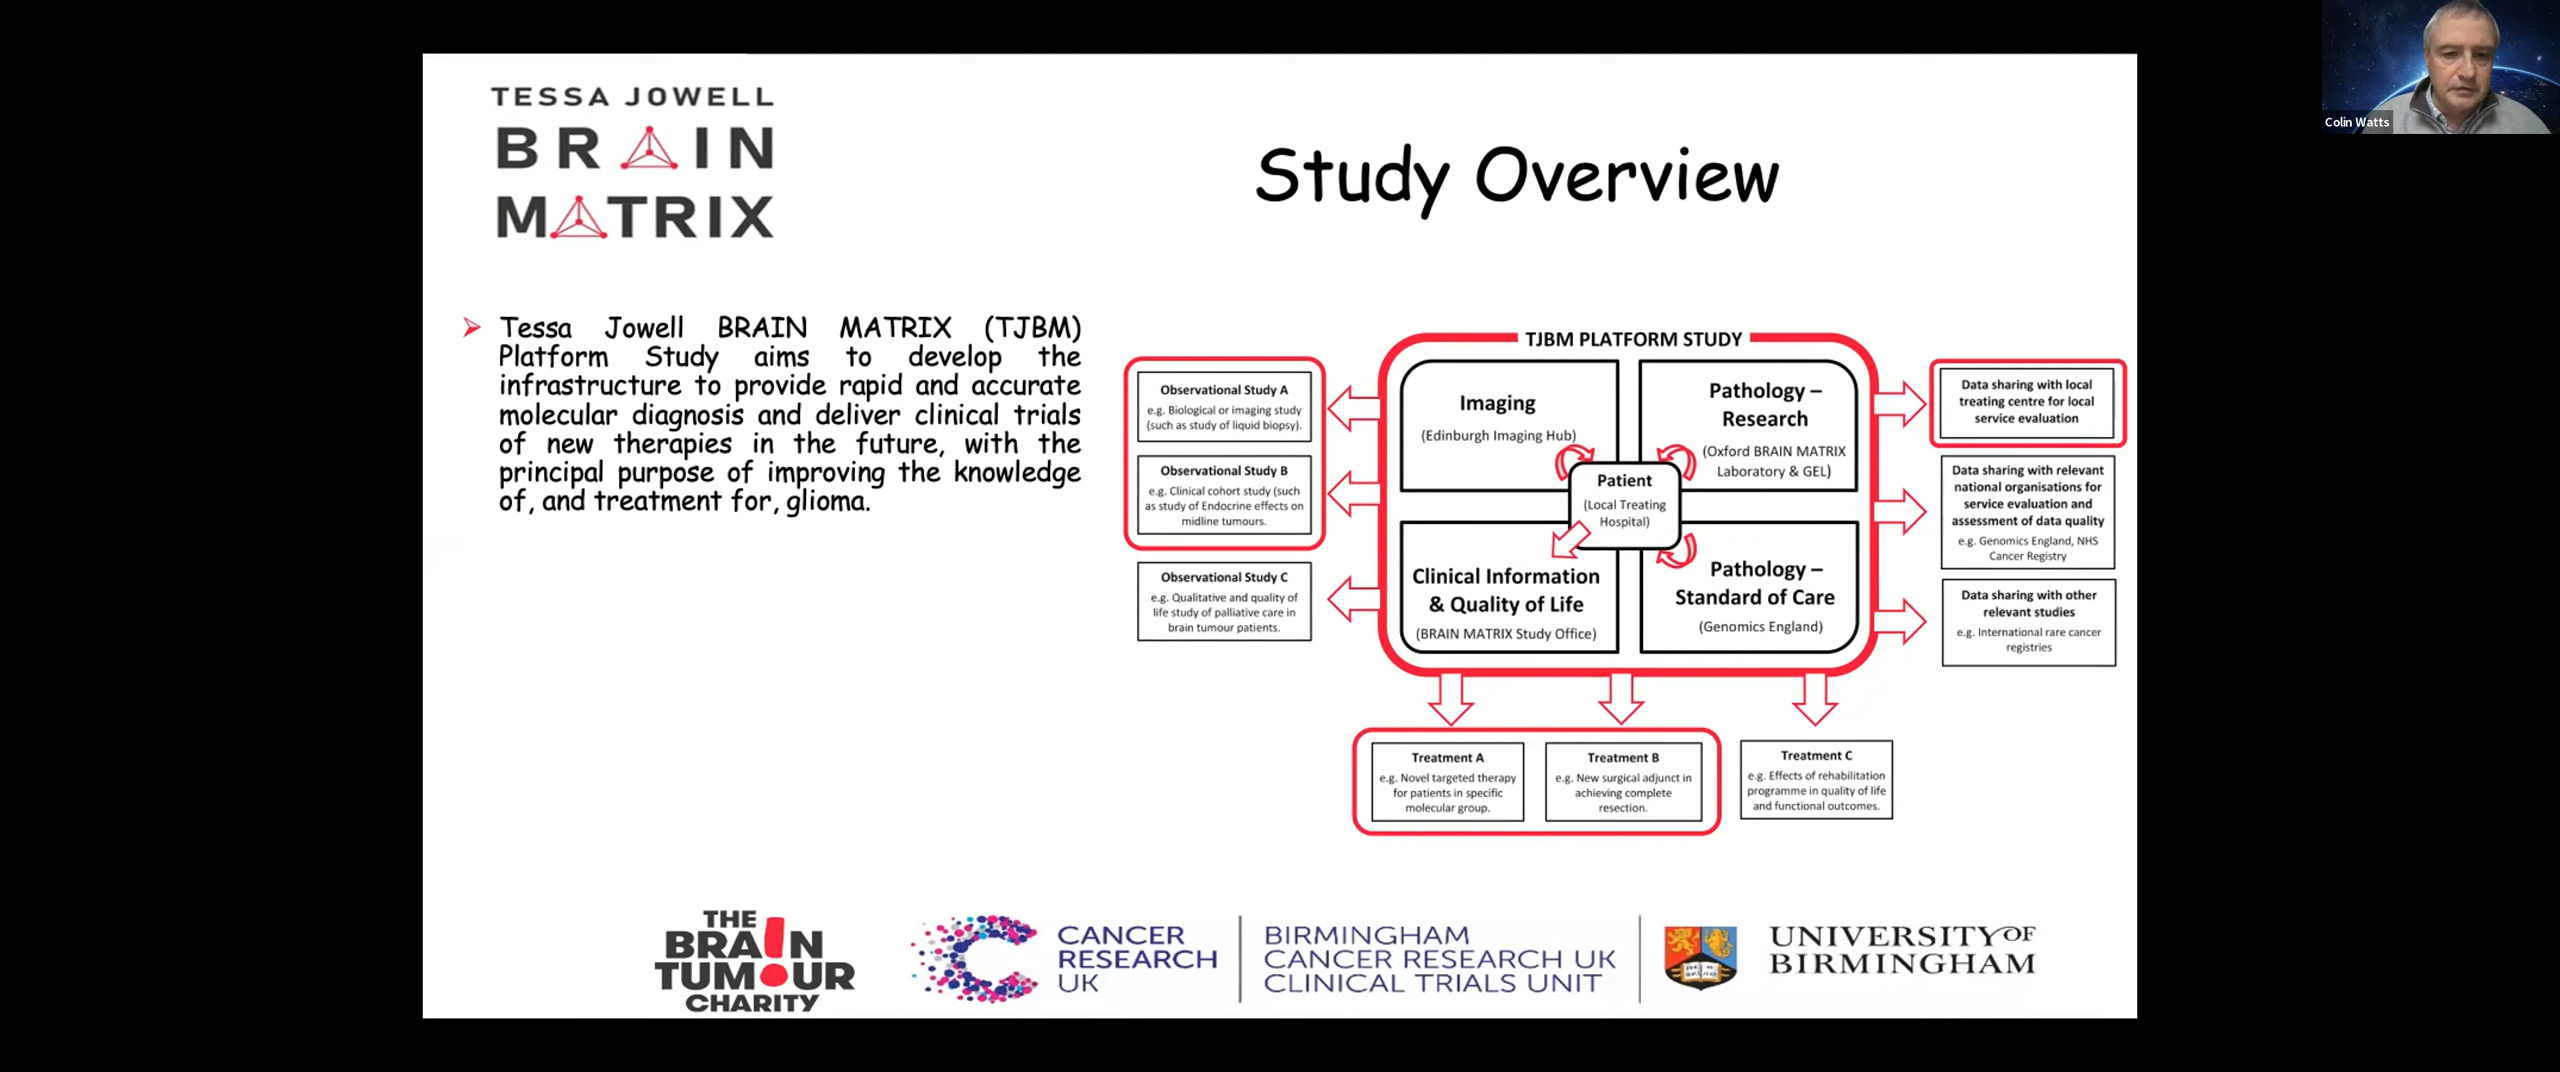 Colin Watts
TESSA JOWELL
BRAIN
MATRIX
Study Overview
Tessa Jowell BRAIN MATRIX (TJBM)
Platform Study aims to develop the
infrastructure to provide rapid and accurate
molecular diagnosis and deliver clinical trials
of new therapies in the future, with the
principal purpose of improving the knowledge
of, and treatment for, glioma.
TJBM PLATFORM STUDY
Observational Study A
e.g. Biological or imaging study
(such as study of liquid biopsy).
Observational Study B
e.g. Clinical cohort study (such
as study of Endocrine effects on
midline tumours.
Observational Study C
e.g. Qualitative and quality of
life study of palliative care in
brain tumour patients.
Imaging
(Edinburgh Imaging Hub)
Pathology –
Research
(Oxford BRAIN MATRIX
Laboratory & GEL)
Patient
(Local Treating
Hospital)
Clinical Information
& Quality of Life
(BRAIN MATRIX Study Office)
Pathology –
Standard of Care
(Genomics England)
Data sharing with local
treating centre for local
service evaluation
Data sharing with relevant
national organisations for
service evaluation and
assessment of data quality
e.g. Genomics England, NHS
Cancer Registry
Data sharing with other
relevant studies
e.g. International rare cancer
registries
Treatment A
e.g. Novel targeted therapy
for patients in specific
molecular group.
Treatment B
e.g. New surgical adjunct in
achieving complete
resection.
Treatment C
e.g. Effects of rehabilitation
programme in quality of life
and functional outcomes.
THE
BRA!N
TUMOUR
CHARITY
CANCER
RESEARCH
UK
BIRMINGHAM
CANCER RESEARCH UK
CLINICAL TRIALS UNIT
UNIVERSITY OF
BIRMINGHAM